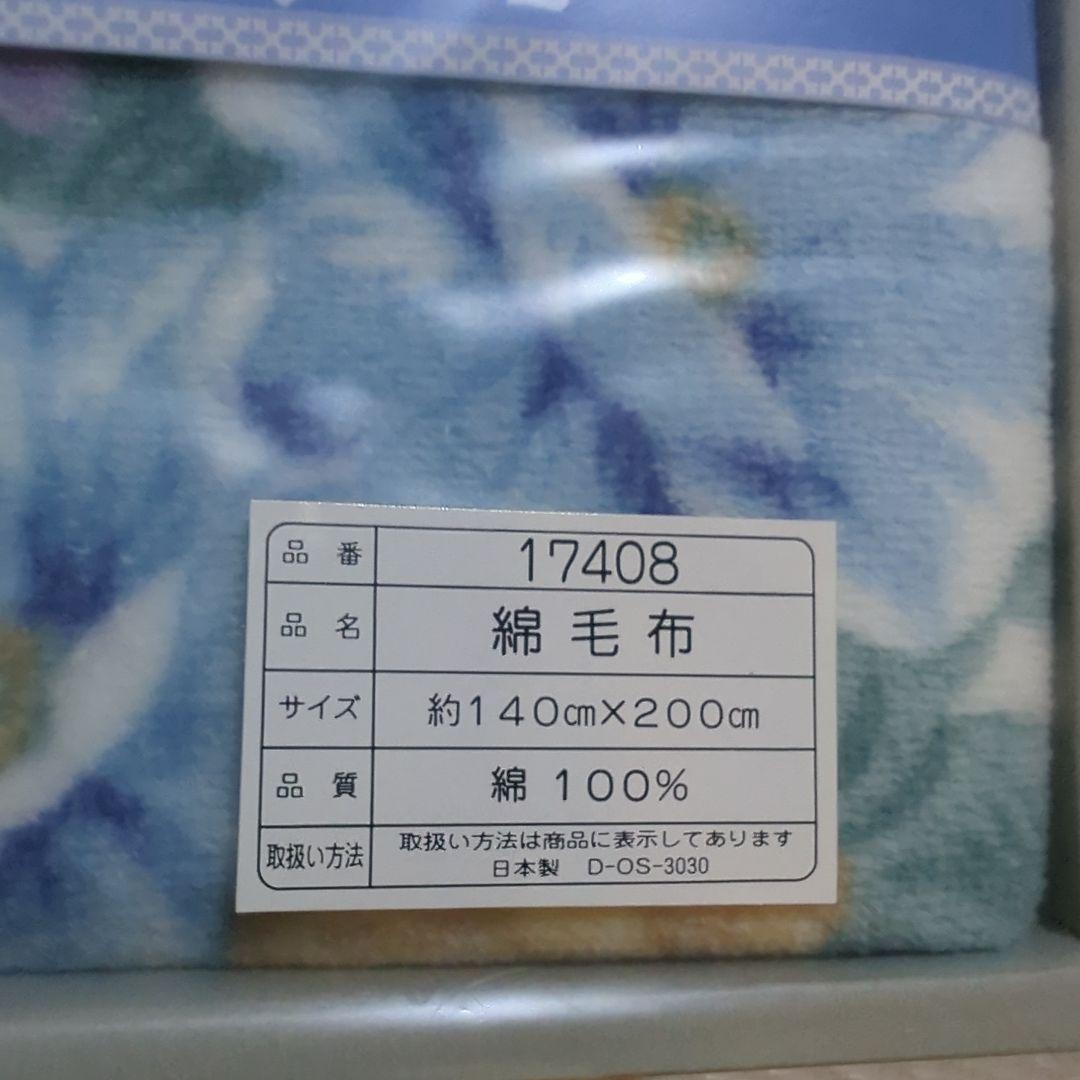 品番 17408
品名 綿毛布
サイズ 約140㎝×200㎝
品質 綿 100%
取扱い方法 取扱い方法は商品に表示してあります
日本製 D-OS-3030